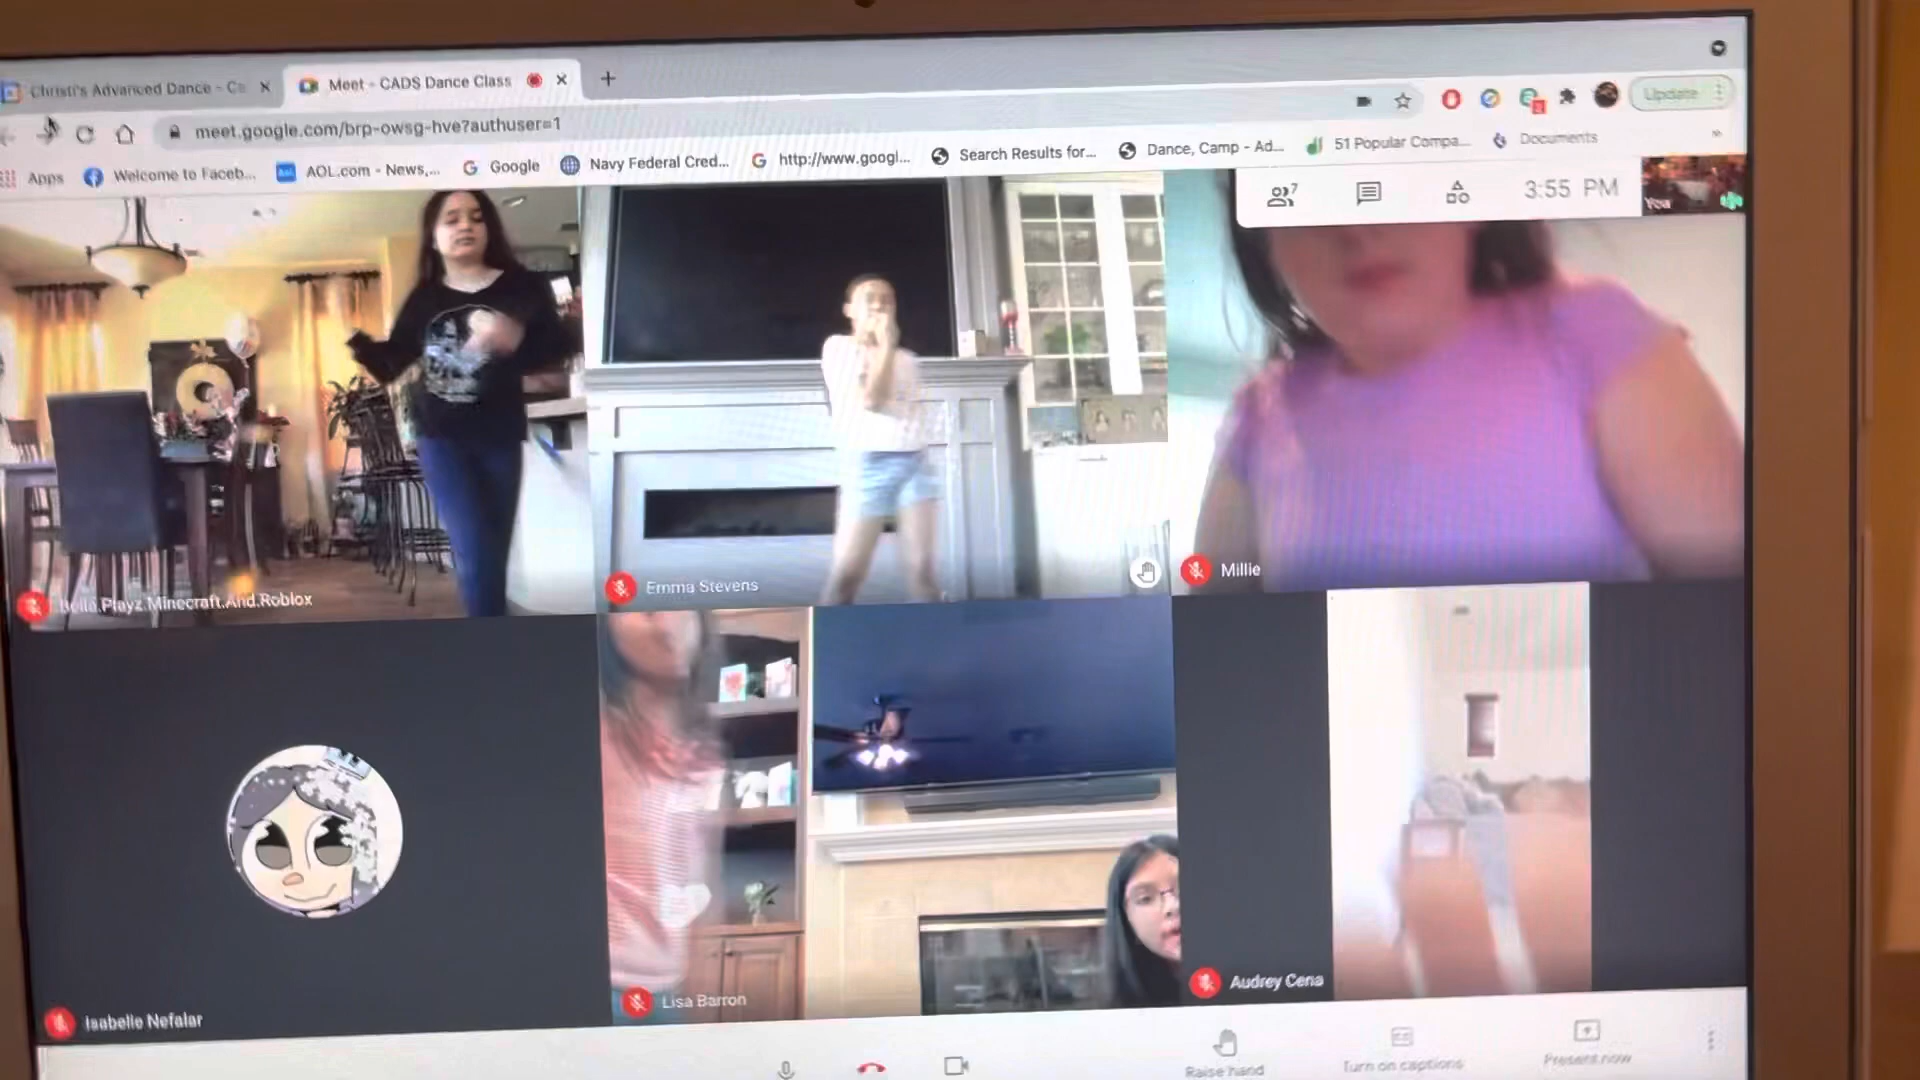 Christi's Advanced Dance - Ca
Meet - CADS Dance Class
meet.google.com/brp-owsg-hve?authuser=1
Update
Apps
Welcome to Faceb...
AOL.com - News,...
Google
Navy Federal Cred...
http://www.googl...
Search Results for...
Dance, Camp - Ad...
51 Popular Compa...
Documents
»
7
3:55 PM
You
Bella.Playz.Minecraft.And.Roblox
Emma Stevens
Millie
Isabelle Nefalar
Lisa Barron
Audrey Cena
Raise hand
Turn on captions
Present now